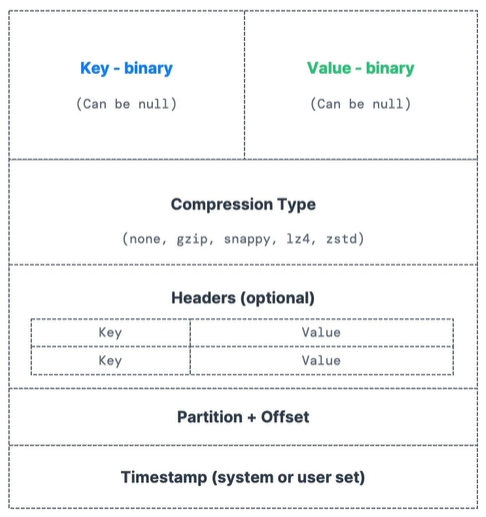 Key - binary
Value - binary
(Can be null)
(Can be null)
Compression Type
(none, gzip, snappy, lz4, zstd)
Headers (optional)
Key
Value
Key
Value
Partition + Offset
Timestamp (system or user set)